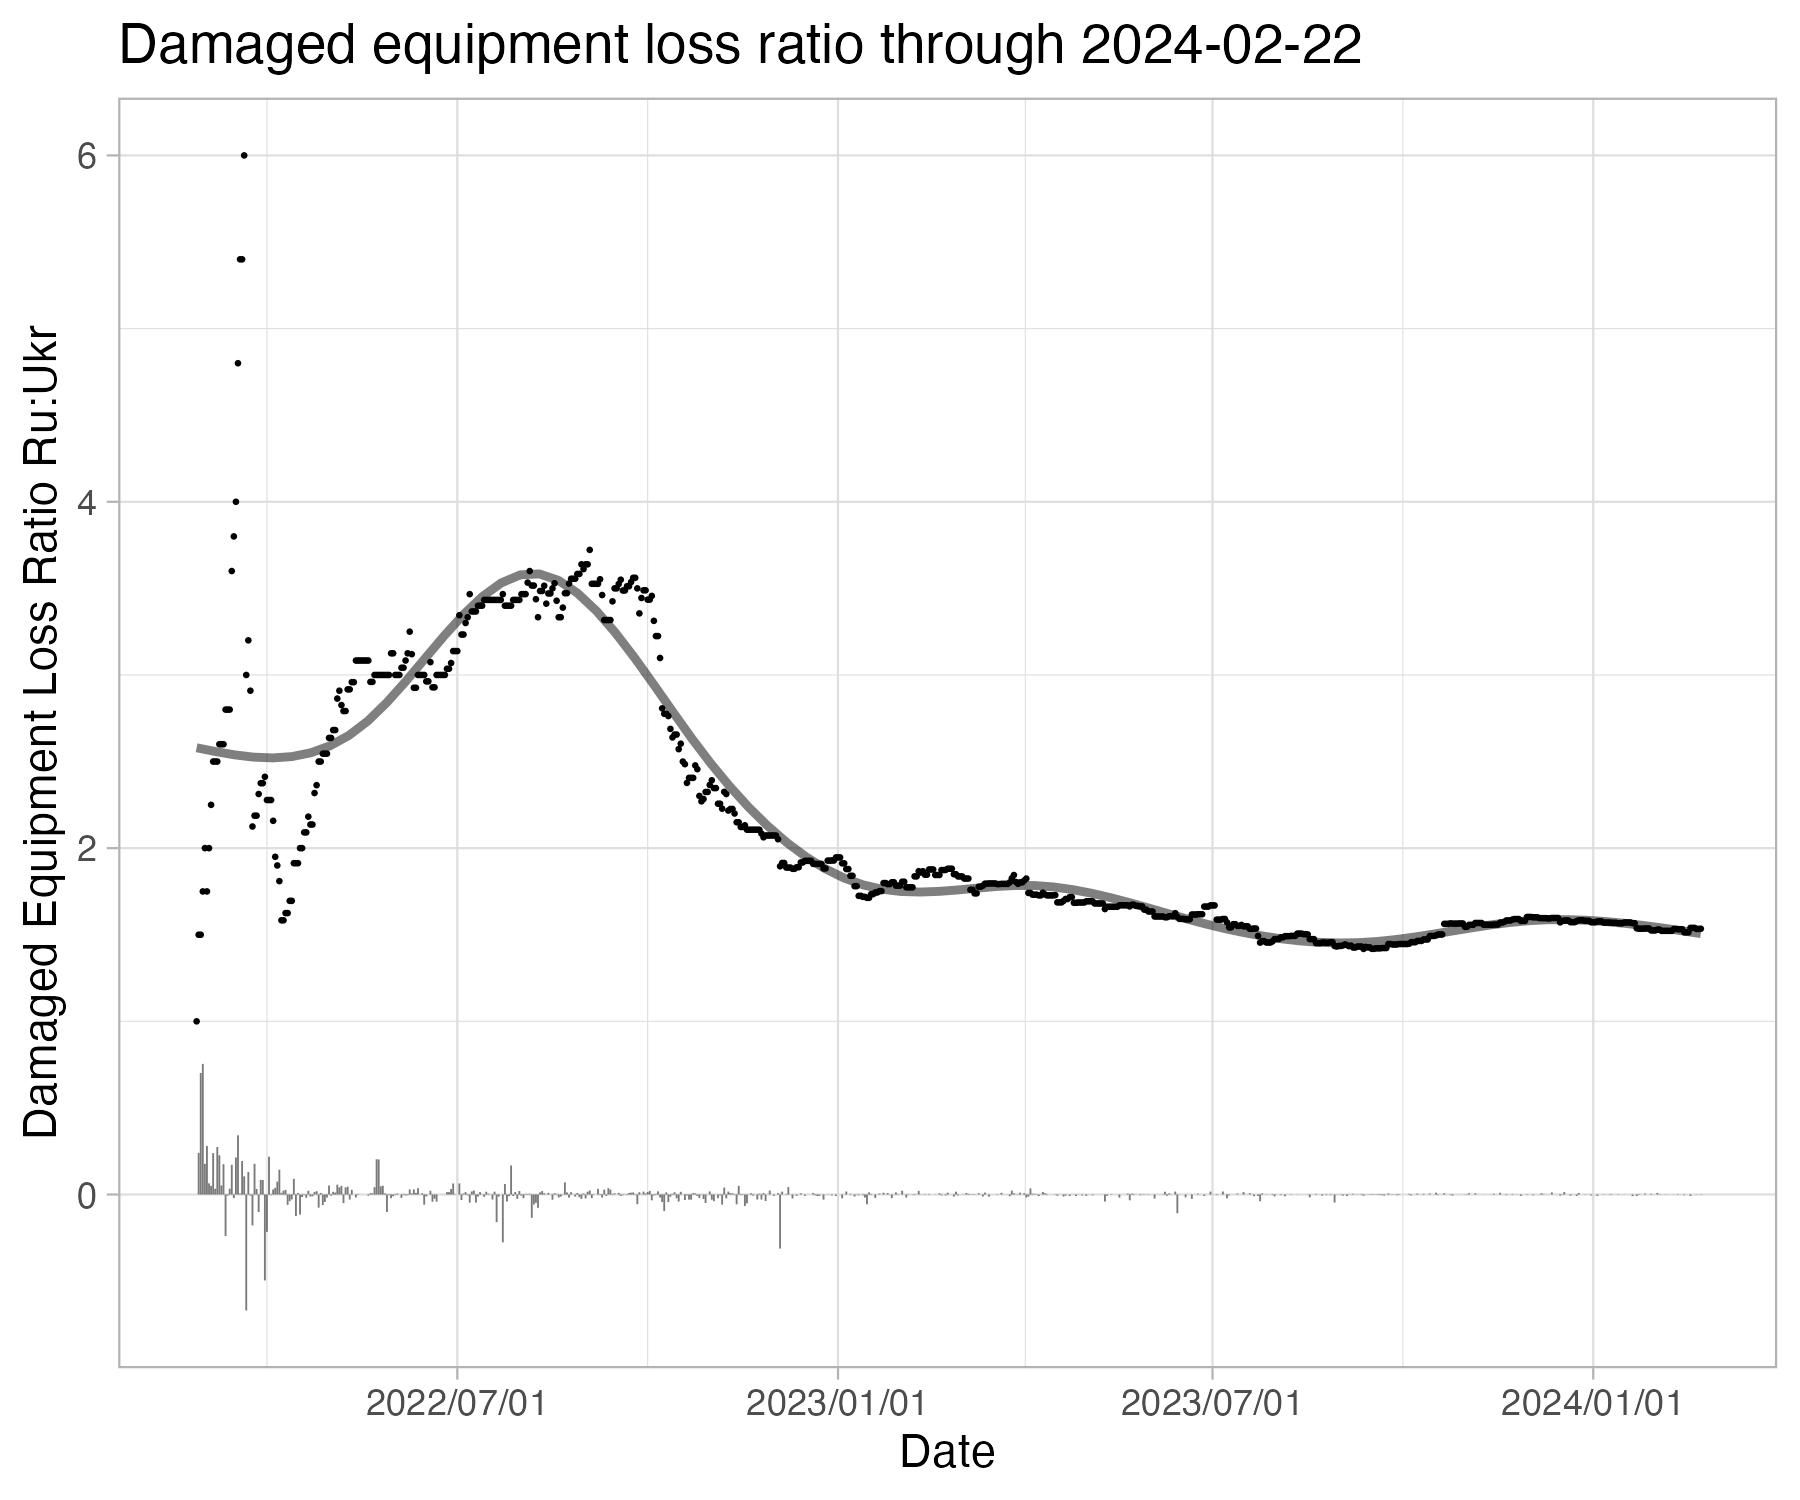 Damaged equipment loss ratio through 2024-02-22
Damaged Equipment Loss Ratio Ru:Ukr
6
4
2
0
2022/07/01
2023/01/01
2023/07/01
2024/01/01
Date